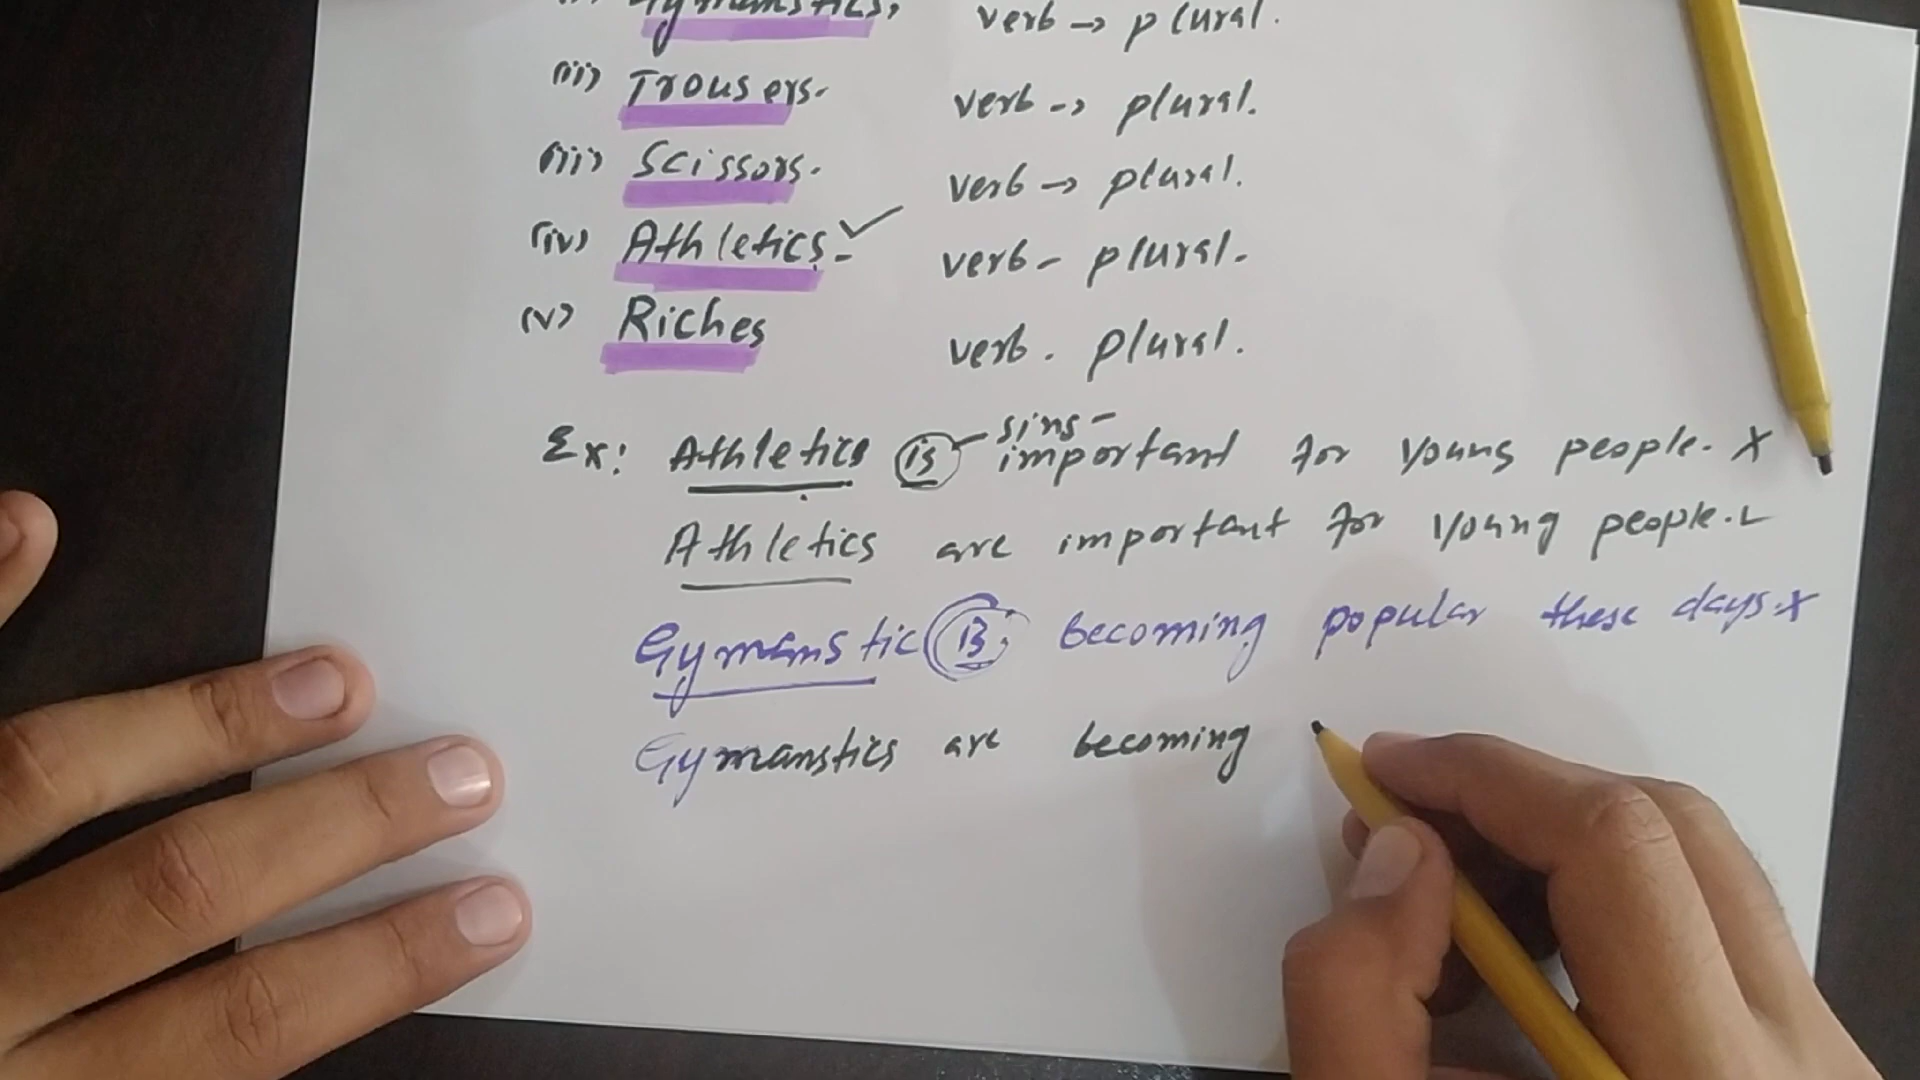 (i) Gymanstics, verb → plural.
(ii) Trousers. verb -> plural.
(iii) Scissors. verb → plural.
(iv) Athletics. ✓ verb - plural.
(v) Riches verb. plural.
sing -
Ex: Athletics is important for young people. X
Athletics are important for young people. ✓
Gymanstic is becoming popular these days. X
Gymanstics are becoming